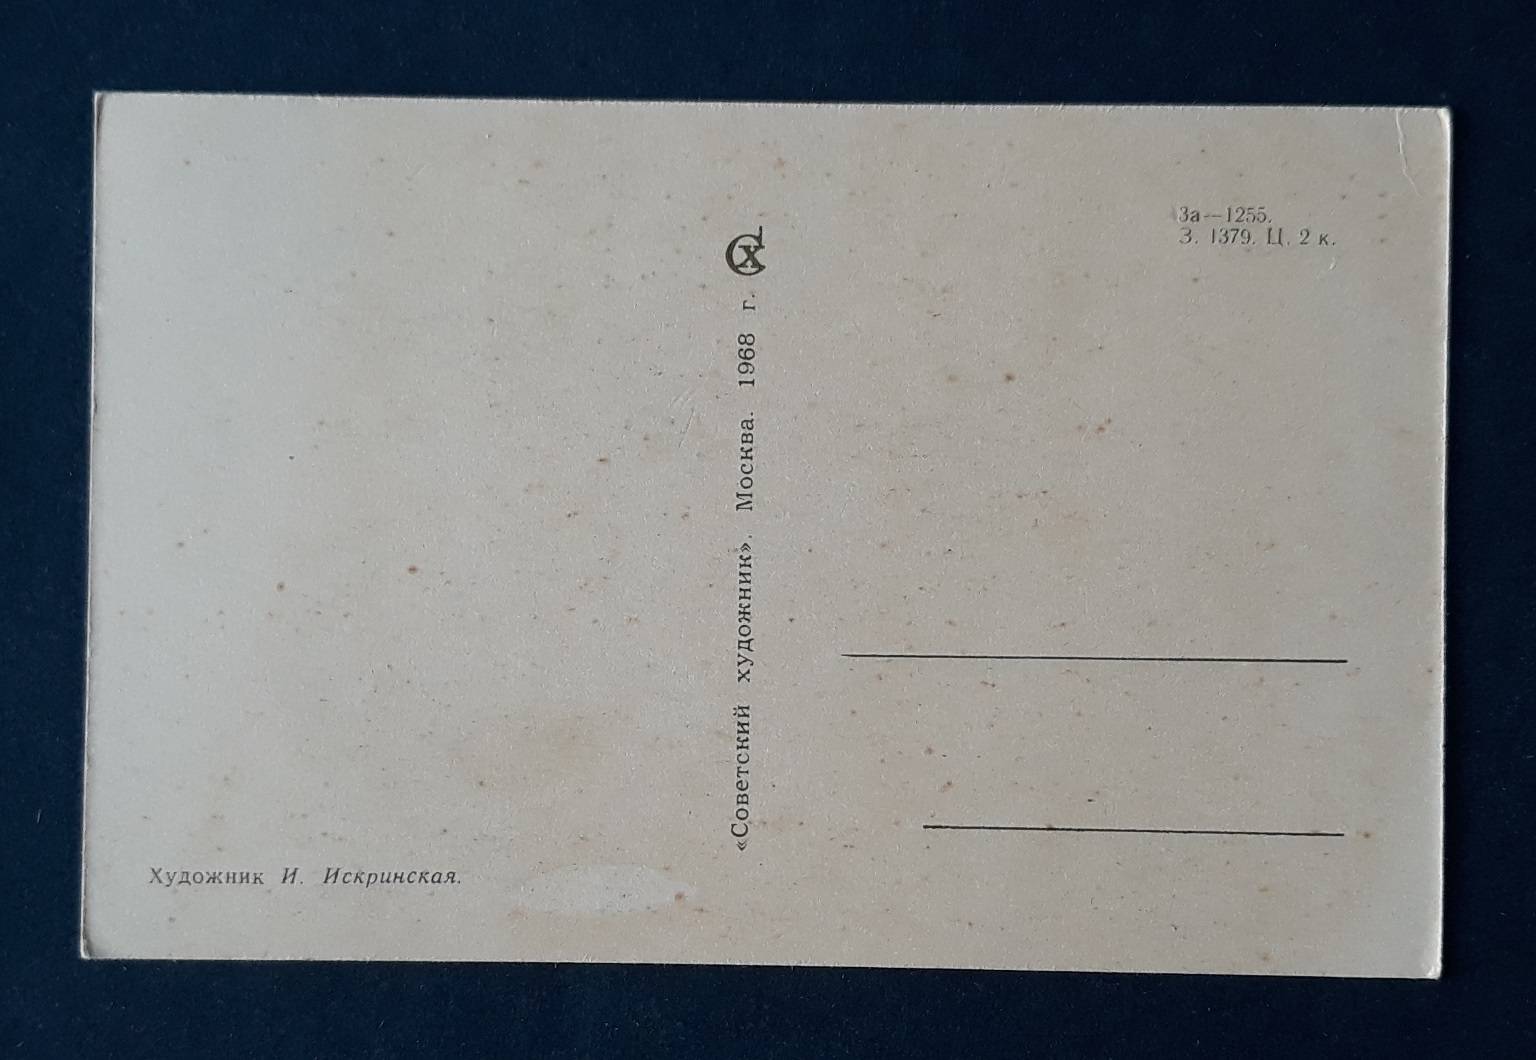 За—1255.
З. 1379. Ц. 2 к.
«Советский художник». Москва. 1968 г.
СХ
Художник И. Искринская.